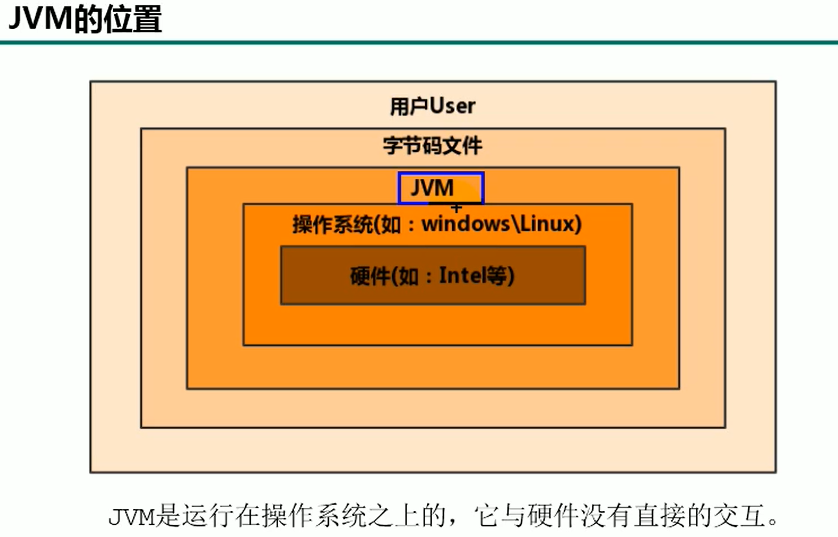 JVM的位置
用户User
字节码文件
JVM
操作系统(如：windows\Linux)
硬件(如：Intel等)
JVM是运行在操作系统之上的，它与硬件没有直接的交互。